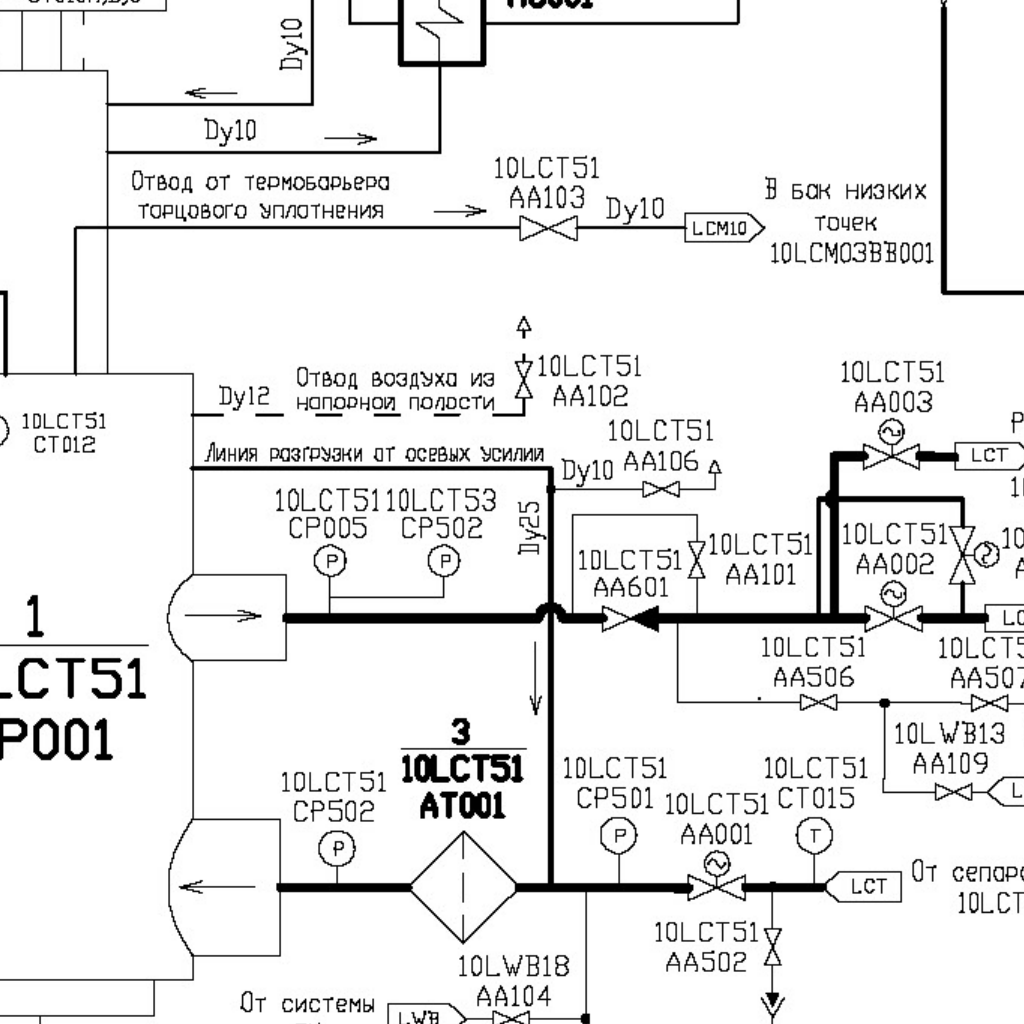 Dy10
Dy10
Отвод от термобарьера
торцового уплотнения
10LCT51
AA103
Dy10
LCM10
В бак низких
точек
10LCM03BB001
Dy12
Отвод воздуха из
напорной полости
10LCT51
AA102
10LCT51
AA003
10LCT51
CT012
Линия разгрузки от осевых усилий
Dy10
10LCT51
AA106
LCT
10LCT51
CP005
10LCT53
CP502
Dy25
P
P
10LCT51
AA601
10LCT51
AA101
10LCT51
AA002
1
LCT51
P001
10LCT51
AA506
AA507
10LWB13
AA109
3
10LCT51
AT001
10LCT51
CP502
P
10LCT51
CP501
P
10LCT51
AA001
10LCT51
CT015
T
LCT
От сепар
10LCT
10LCT51
AA502
10LWB18
AA104
От системы
LWB